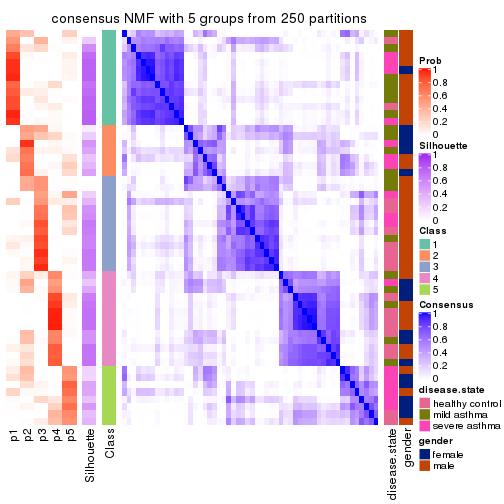 consensus NMF with 5 groups from 250 partitions
p1
p2
p3
p4
p5
Silhouette
Class
disease.state
gender
Prob
1
0.8
0.6
0.4
0.2
0
Silhouette
1
0.8
0.6
0.4
0.2
0
Class
1
2
3
4
5
Consensus
1
0.8
0.6
0.4
0.2
0
disease.state
healthy control
mild asthma
severe asthma
gender
female
male